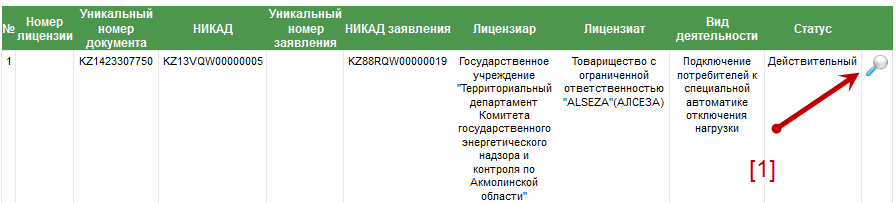 №
Номер
лицензии
Уникальный
номер
документа
НИКАД
Уникальный
номер
заявления
НИКАД заявления
Лицензиар
Лицензиат
Вид
деятельности
Статус
1
KZ1423307750
KZ13VQW00000005
KZ88RQW00000019
Государственное
учреждение
"Территориальный
департамент
Комитета
государственного
энергетического
надзора и
контроля по
Акмолинской
области"
Товарищество с
ограниченной
ответственностью
"ALSEZA"(АЛСЕЗА)
Подключение
потребителей к
специальной
автоматике
отключения
нагрузки
Действительный
[1]